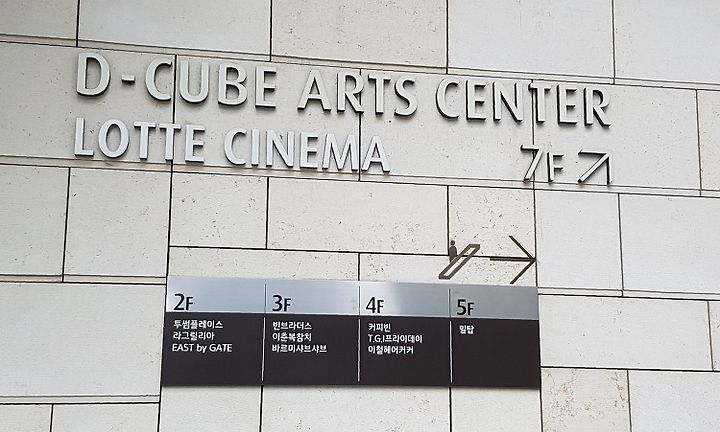 D-CUBE ARTS CENTER
LOTTE CINEMA
7F
2F
투썸플레이스
라그릴리아
EAST by GATE
3F
빈브라더스
이춘복참치
바르미샤브샤브
4F
커피빈
T.G.I프라이데이
이철헤어커커
5F
밀탑